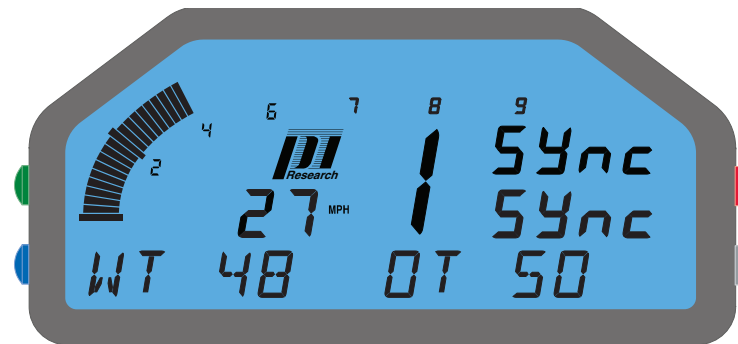 6 7 8 9
4
2
pi Research
1
SYnc
27 MPH
SYnc
WT 48 OT 50